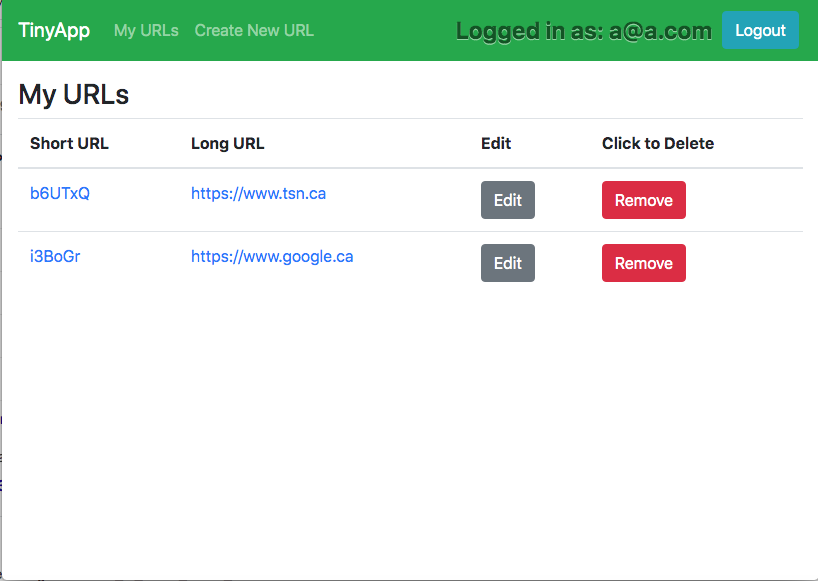 TinyApp My URLs Create New URL Logged in as: a@a.com Logout
My URLs
Short URL Long URL Edit Click to Delete
b6UTxQ https://www.tsn.ca Edit Remove
i3BoGr https://www.google.ca Edit Remove